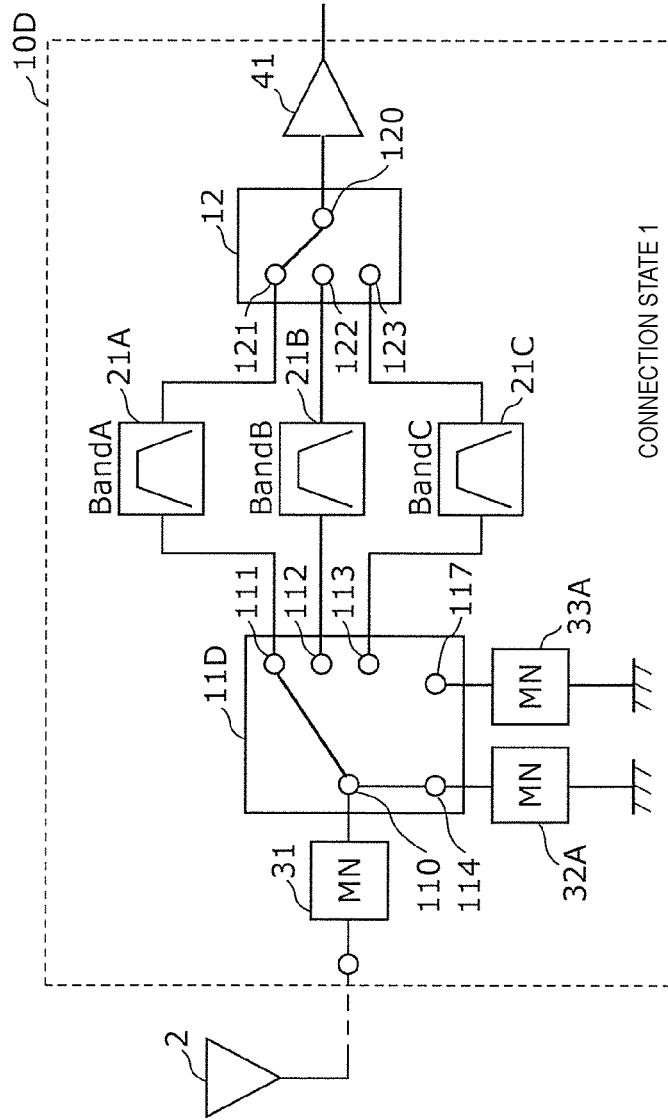 10D
2
31
MN
11D
110
114
111
112
113
117
MN
32A
MN
33A
BandA
21A
BandB
21B
BandC
21C
12
121
122
123
120
41
CONNECTION STATE 1